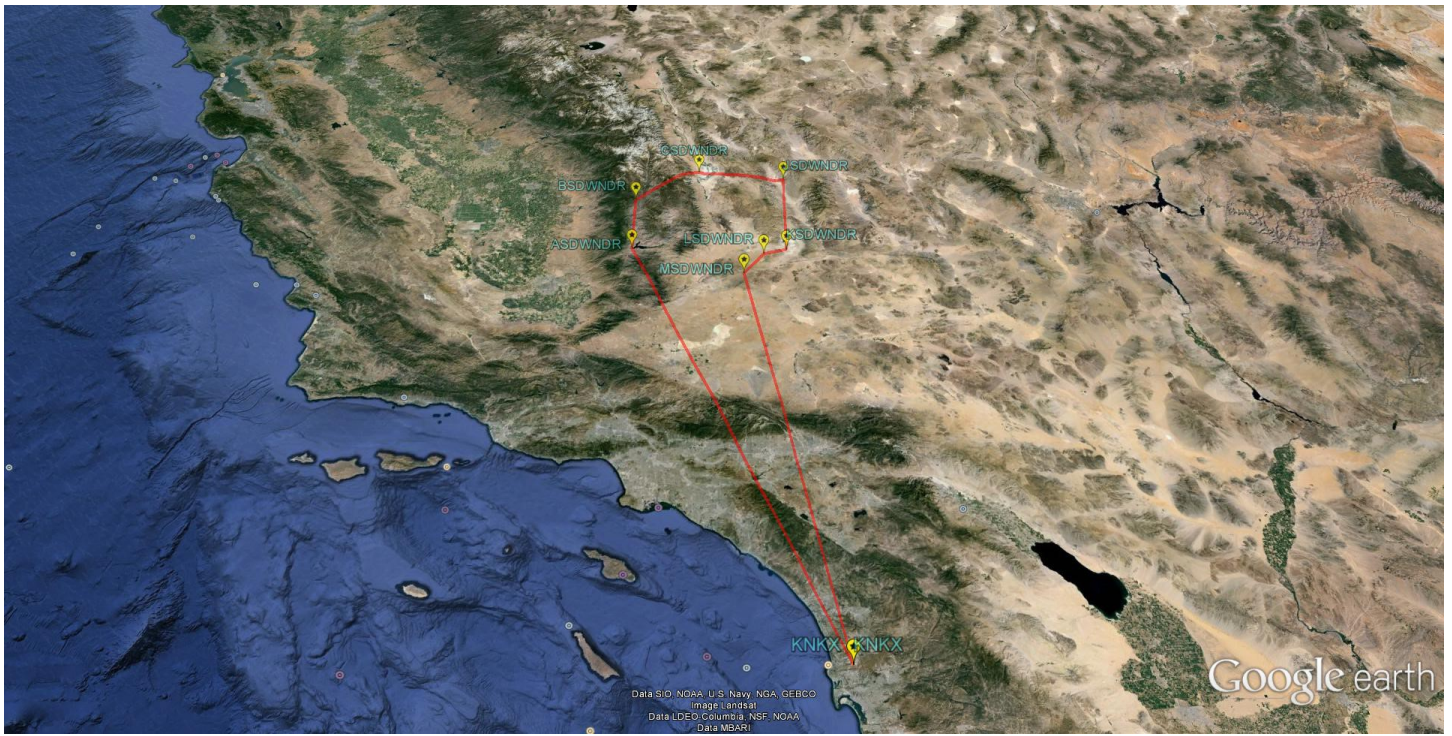 GSDWNDR
SDWNDR
BSDWNDR
ASDWNDR
LSDWNDR
KSDWNDR
MSDWNDR
KNKX
KNKX
Google earth
Data SIO, NOAA, U.S. Navy, NGA, GEBCO
Image Landsat
Data LDEO-Columbia, NSF, NOAA
Data MBARI